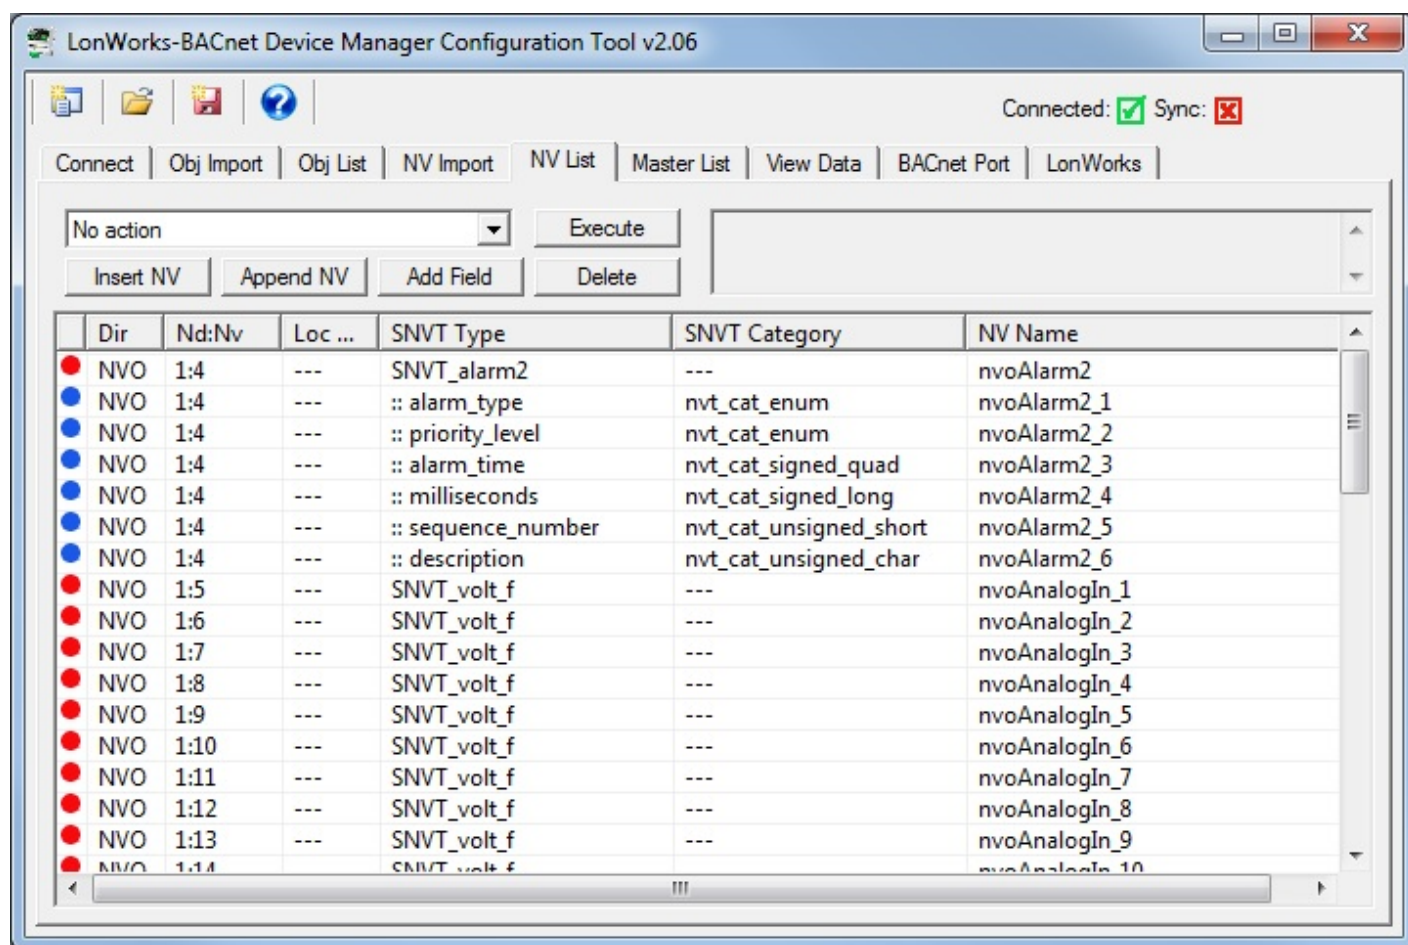 LonWorks-BACnet Device Manager Configuration Tool v2.06
Connected: Sync:
Connect Obj Import Obj List NV Import NV List Master List View Data BACnet Port LonWorks
No action Execute
Insert NV Append NV Add Field Delete
Dir Nd:Nv Loc ... SNVT Type SNVT Category NV Name
NVO 1:4 --- SNVT_alarm2 --- nvoAlarm2
NVO 1:4 --- :: alarm_type nvt_cat_enum nvoAlarm2_1
NVO 1:4 --- :: priority_level nvt_cat_enum nvoAlarm2_2
NVO 1:4 --- :: alarm_time nvt_cat_signed_quad nvoAlarm2_3
NVO 1:4 --- :: milliseconds nvt_cat_signed_long nvoAlarm2_4
NVO 1:4 --- :: sequence_number nvt_cat_unsigned_short nvoAlarm2_5
NVO 1:4 --- :: description nvt_cat_unsigned_char nvoAlarm2_6
NVO 1:5 --- SNVT_volt_f --- nvoAnalogIn_1
NVO 1:6 --- SNVT_volt_f --- nvoAnalogIn_2
NVO 1:7 --- SNVT_volt_f --- nvoAnalogIn_3
NVO 1:8 --- SNVT_volt_f --- nvoAnalogIn_4
NVO 1:9 --- SNVT_volt_f --- nvoAnalogIn_5
NVO 1:10 --- SNVT_volt_f --- nvoAnalogIn_6
NVO 1:11 --- SNVT_volt_f --- nvoAnalogIn_7
NVO 1:12 --- SNVT_volt_f --- nvoAnalogIn_8
NVO 1:13 --- SNVT_volt_f --- nvoAnalogIn_9
NVO 1:14 SNVT_volt_f nvoAnalogIn_10